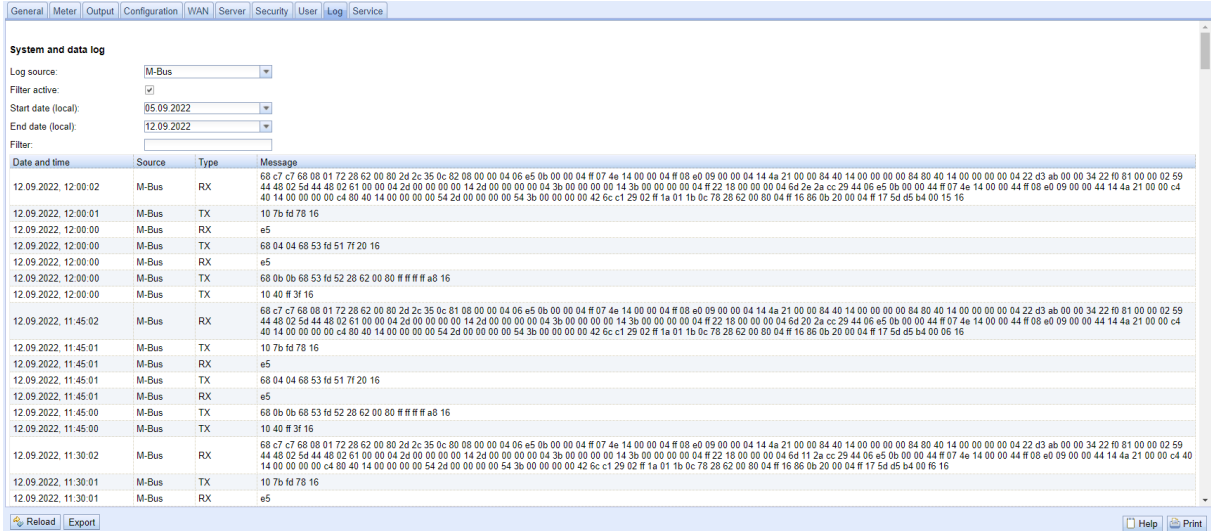 General Meter Output Configuration WAN Server Security User Log Service
System and data log
Log source: M-Bus
Filter active:
Start date (local): 05.09.2022
End date (local): 12.09.2022
Filter:
Date and time Source Type Message
68 c7 c7 68 08 01 72 28 62 00 80 2d 2c 35 0c 82 08 00 00 04 06 e5 0b 00 00 04 ff 07 4e 14 00 00 04 ff 08 e0 09 00 00 04 14 4a 21 00 00 84 40 14 00 00 00 00 84 80 40 14 00 00 00 00 04 22 d3 ab 00 00 34 22 f0 81 00 00 02 59
12.09.2022, 12:00:02 M-Bus RX 44 48 02 5d 44 48 02 61 00 00 04 2d 00 00 00 00 14 2d 00 00 00 00 04 3b 00 00 00 00 14 3b 00 00 00 00 04 ff 22 18 00 00 00 04 6d 2e 2a cc 29 44 06 e5 0b 00 00 44 ff 07 4e 14 00 00 44 ff 08 e0 09 00 00 44 14 4a 21 00 00 c4
40 14 00 00 00 00 c4 80 40 14 00 00 00 00 54 2d 00 00 00 00 54 3b 00 00 00 00 42 6c c1 29 02 ff 1a 01 1b 0c 78 28 62 00 80 04 ff 16 86 0b 20 00 04 ff 17 5d d5 b4 00 15 16
12.09.2022, 12:00:01 M-Bus TX 10 7b fd 78 16
12.09.2022, 12:00:00 M-Bus RX e5
12.09.2022, 12:00:00 M-Bus TX 68 04 04 68 53 fd 51 7f 20 16
12.09.2022, 12:00:00 M-Bus RX e5
12.09.2022, 12:00:00 M-Bus TX 68 0b 0b 68 53 fd 52 28 62 00 80 ff ff ff ff a8 16
12.09.2022, 12:00:00 M-Bus TX 10 40 ff 3f 16
68 c7 c7 68 08 01 72 28 62 00 80 2d 2c 35 0c 81 08 00 00 04 06 e5 0b 00 00 04 ff 07 4e 14 00 00 04 ff 08 e0 09 00 00 04 14 4a 21 00 00 84 40 14 00 00 00 00 84 80 40 14 00 00 00 00 04 22 d3 ab 00 00 34 22 f0 81 00 00 02 59
12.09.2022, 11:45:02 M-Bus RX 44 48 02 5d 44 48 02 61 00 00 04 2d 00 00 00 00 14 2d 00 00 00 00 04 3b 00 00 00 00 14 3b 00 00 00 00 04 ff 22 18 00 00 00 04 6d 20 2a cc 29 44 06 e5 0b 00 00 44 ff 07 4e 14 00 00 44 ff 08 e0 09 00 00 44 14 4a 21 00 00 c4
40 14 00 00 00 00 c4 80 40 14 00 00 00 00 54 2d 00 00 00 00 54 3b 00 00 00 00 42 6c c1 29 02 ff 1a 01 1b 0c 78 28 62 00 80 04 ff 16 86 0b 20 00 04 ff 17 5d d5 b4 00 06 16
12.09.2022, 11:45:01 M-Bus TX 10 7b fd 78 16
12.09.2022, 11:45:01 M-Bus RX e5
12.09.2022, 11:45:01 M-Bus TX 68 04 04 68 53 fd 51 7f 20 16
12.09.2022, 11:45:01 M-Bus RX e5
12.09.2022, 11:45:00 M-Bus TX 68 0b 0b 68 53 fd 52 28 62 00 80 ff ff ff ff a8 16
12.09.2022, 11:45:00 M-Bus TX 10 40 ff 3f 16
68 c7 c7 68 08 01 72 28 62 00 80 2d 2c 35 0c 80 08 00 00 04 06 e5 0b 00 00 04 ff 07 4e 14 00 00 04 ff 08 e0 09 00 00 04 14 4a 21 00 00 84 40 14 00 00 00 00 84 80 40 14 00 00 00 00 04 22 d3 ab 00 00 34 22 f0 81 00 00 02 59
12.09.2022, 11:30:02 M-Bus RX 44 48 02 5d 44 48 02 61 00 00 04 2d 00 00 00 00 14 2d 00 00 00 00 04 3b 00 00 00 00 14 3b 00 00 00 00 04 ff 22 18 00 00 00 04 6d 11 2a cc 29 44 06 e5 0b 00 00 44 ff 07 4e 14 00 00 44 ff 08 e0 09 00 00 44 14 4a 21 00 00 c4 40
14 00 00 00 00 c4 80 40 14 00 00 00 00 54 2d 00 00 00 00 54 3b 00 00 00 00 42 6c c1 29 02 ff 1a 01 1b 0c 78 28 62 00 80 04 ff 16 86 0b 20 00 04 ff 17 5d d5 b4 00 f6 16
12.09.2022, 11:30:01 M-Bus TX 10 7b fd 78 16
12.09.2022, 11:30:01 M-Bus RX e5
Reload Export Help Print